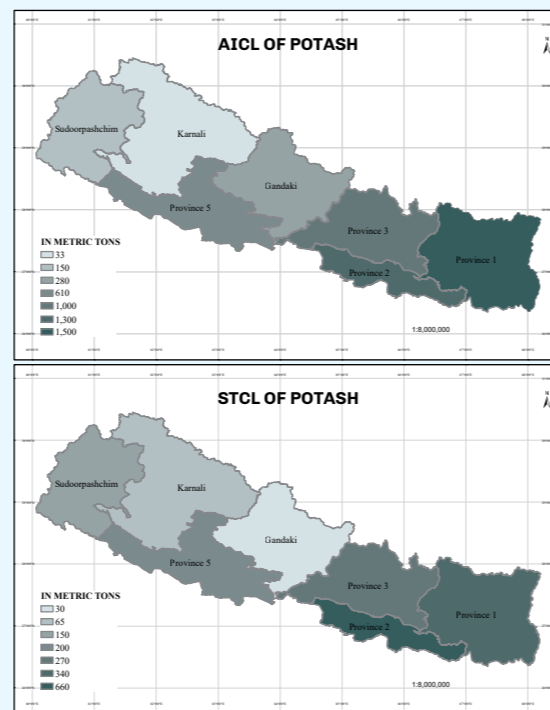 AICL OF POTASH
N
Sudoorpashchim
Karnali
Gandaki
Province 5
Province 3
Province 2
Province 1
IN METRIC TONS
33
150
280
610
1,000
1,300
1,500
1:8,000,000
STCL OF POTASH
N
Sudoorpashchim
Karnali
Gandaki
Province 5
Province 3
Province 2
Province 1
IN METRIC TONS
30
65
150
200
270
340
660
1:8,000,000